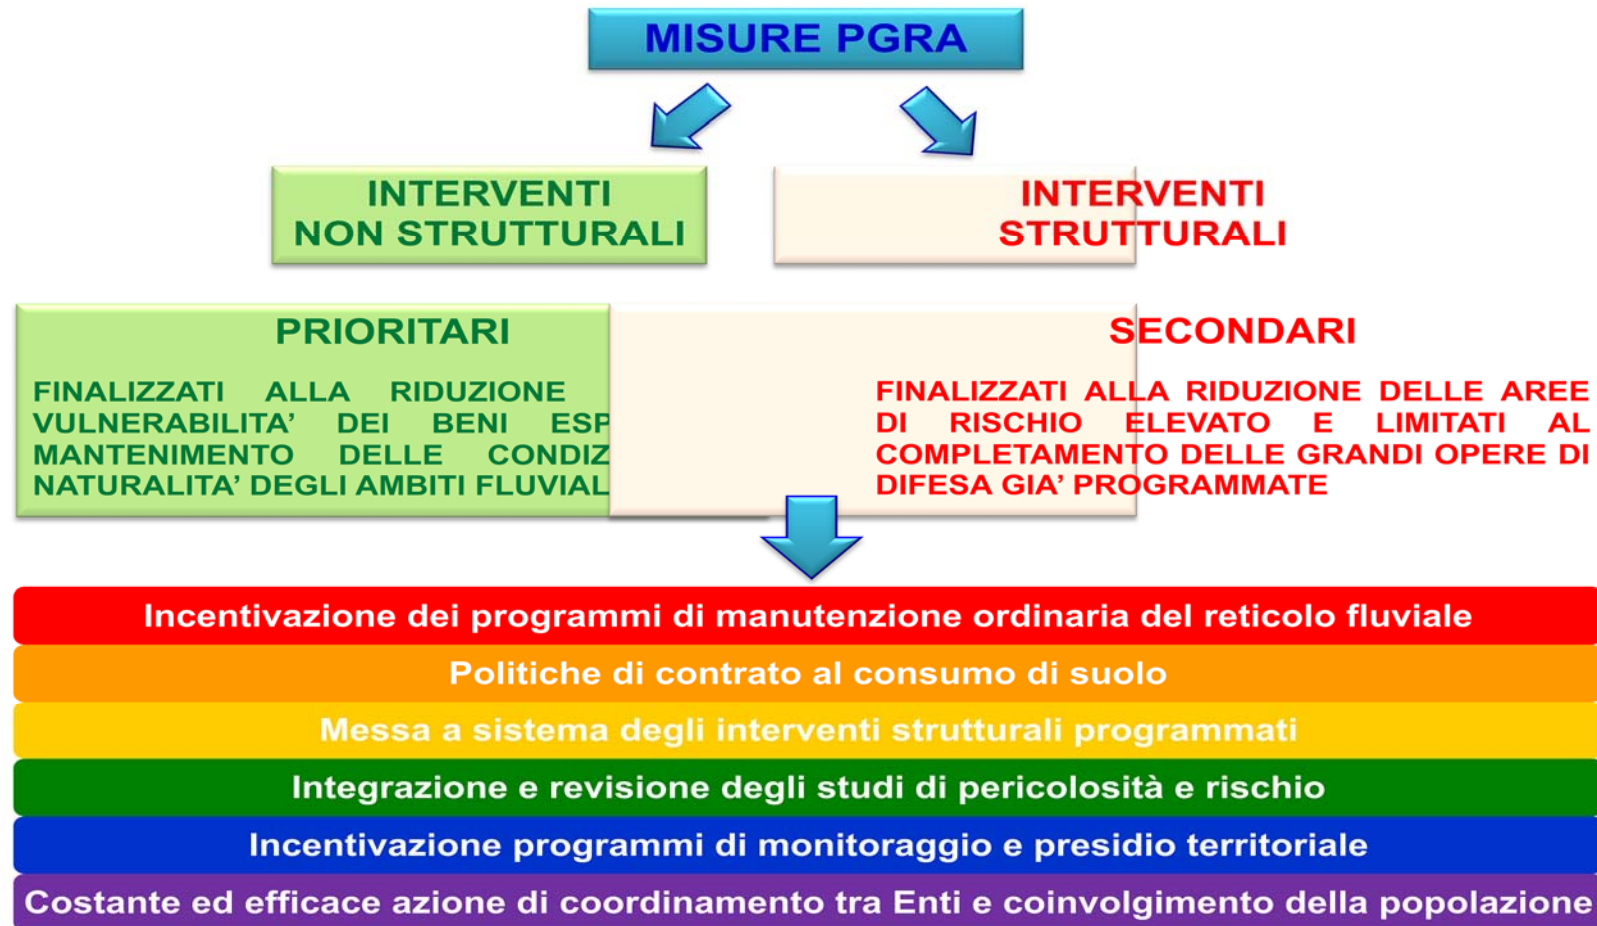 MISURE PGRA
INTERVENTI
NON STRUTTURALI
INTERVENTI
STRUTTURALI
PRIORITARI
FINALIZZATI ALLA RIDUZIONE
VULNERABILITA’ DEI BENI
MANTENIMENTO DELLE
NATURALITA’ DEGLI AMBITI
SECONDARI
FINALIZZATI ALLA RIDUZIONE DELLE AREE
DI RISCHIO ELEVATO E LIMITATI AL
COMPLETAMENTO DELLE GRANDI OPERE DI
DIFESA GIA’ PROGRAMMATE
Incentivazione dei programmi di manutenzione ordinaria del reticolo fluviale
Politiche di contrato al consumo di suolo
Messa a sistema degli interventi strutturali programmati
Integrazione e revisione degli studi di pericolosità e rischio
Incentivazione programmi di monitoraggio e presidio territoriale
Costante ed efficace azione di coordinamento tra Enti e coinvolgimento della popolazione